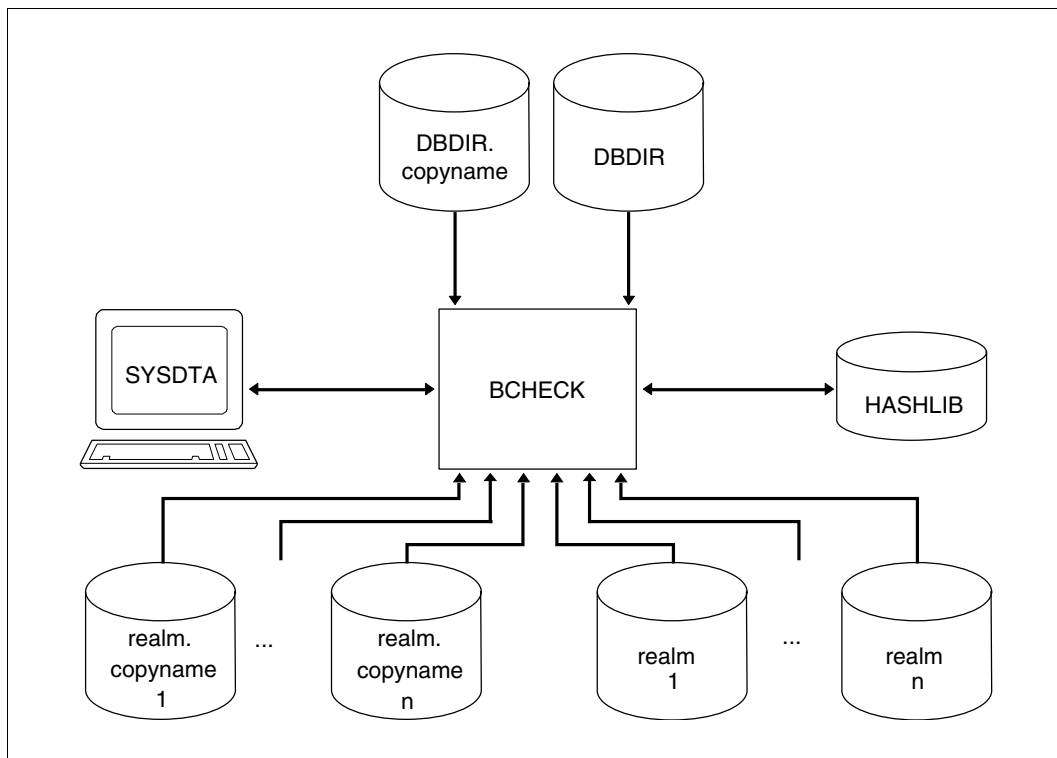 DBDIR.
copyname
DBDIR
SYSDTA
BCHECK
HASHLIB
realm.
copyname
1
...
realm.
copyname
n
realm
1
...
realm
n